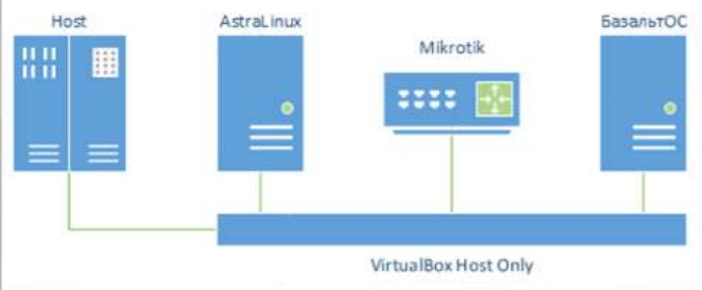 Host
AstraLinux
Mikrotik
БазальтОС
VirtualBox Host Only